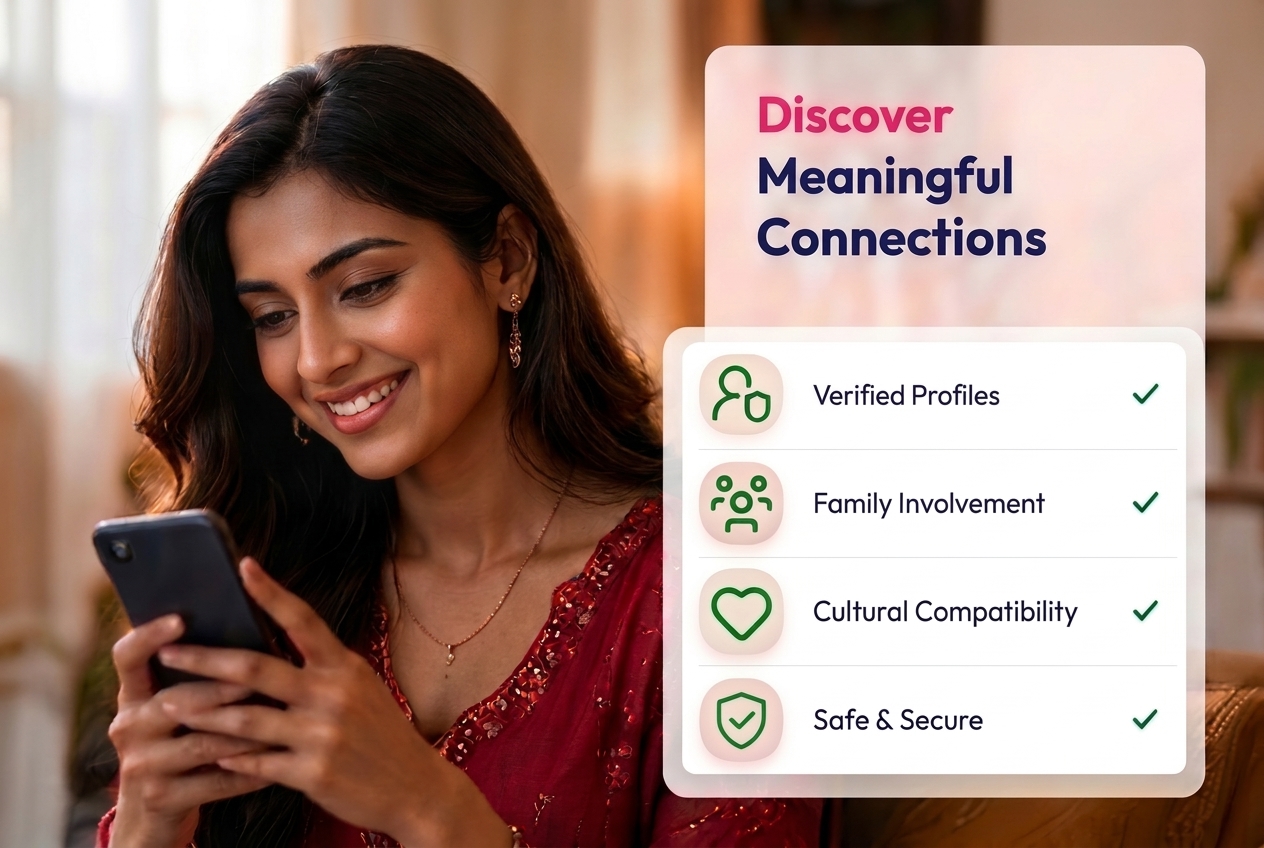 Discover
Meaningful
Connections
Verified Profiles
Family Involvement
Cultural Compatibility
Safe & Secure